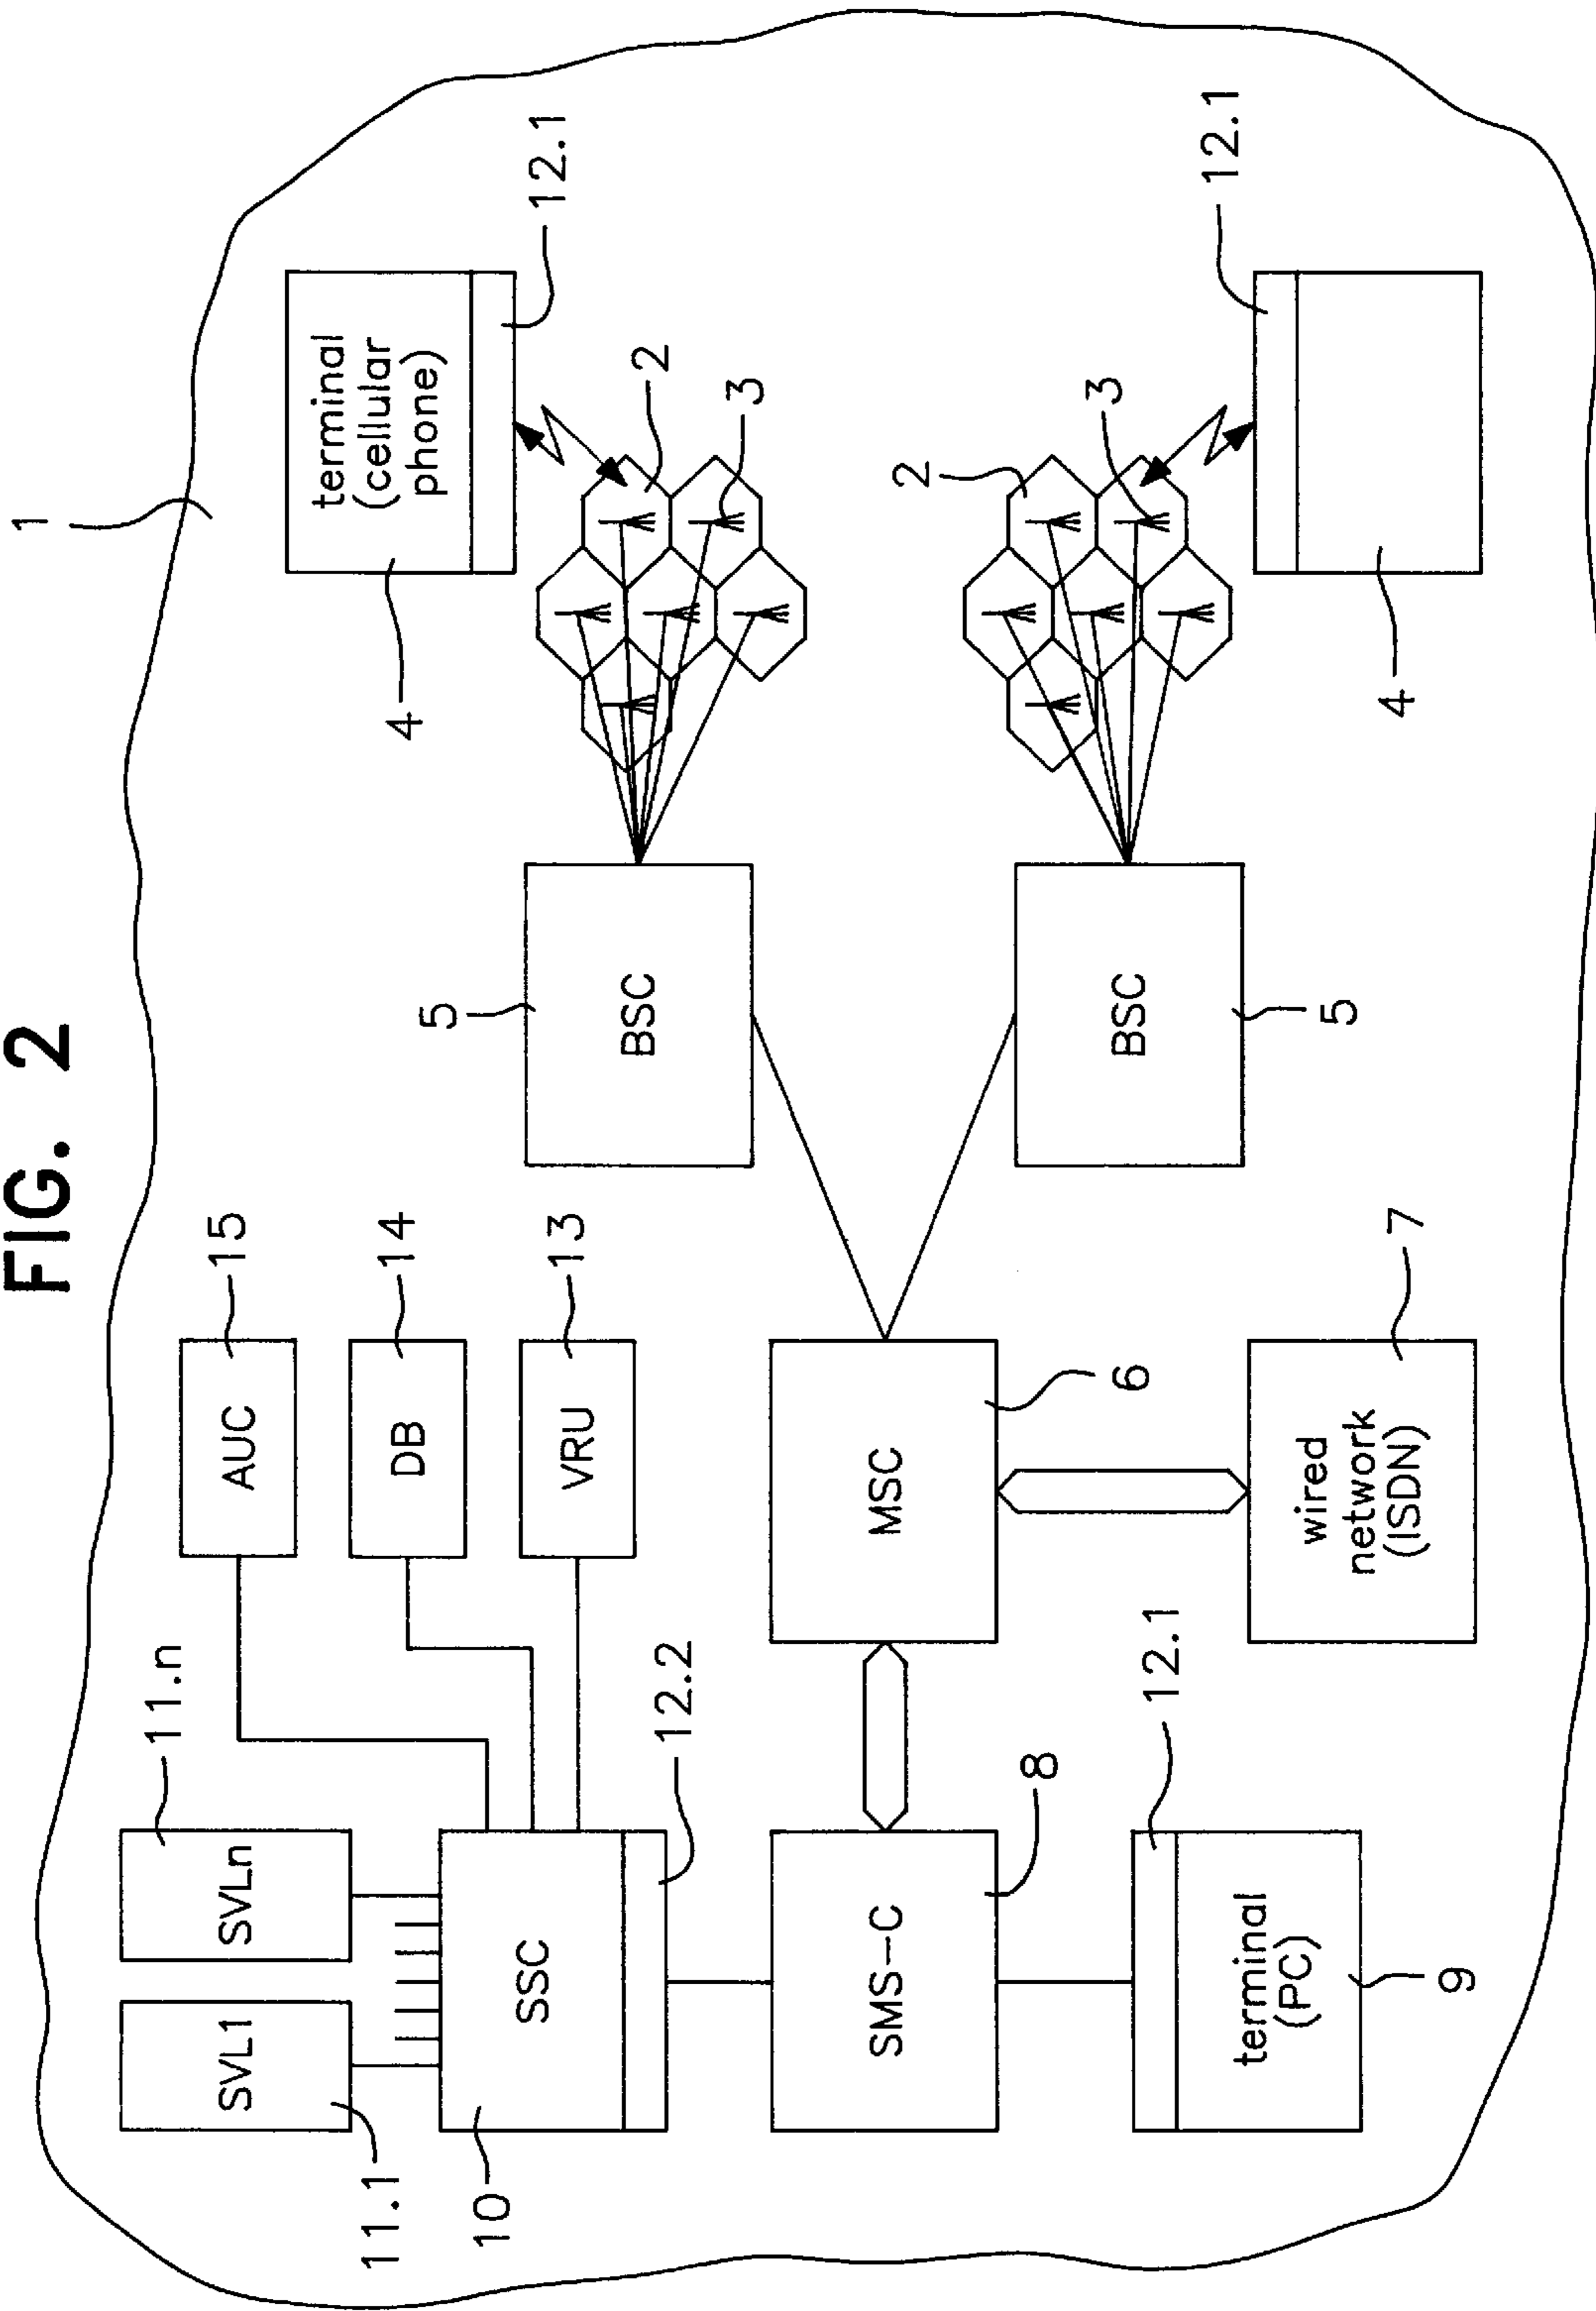 FIG. 2
1
SVL1
11.1
SVLn
11.n
AUC
15
DB
14
VRU
13
SSC
10
12.2
SMS-C
8
MSC
6
terminal
(PC)
9
12.1
wired
network
(ISDN)
7
BSC
5
BSC
5
2
3
2
3
terminal
(cellular
phone)
4
12.1
4
12.1